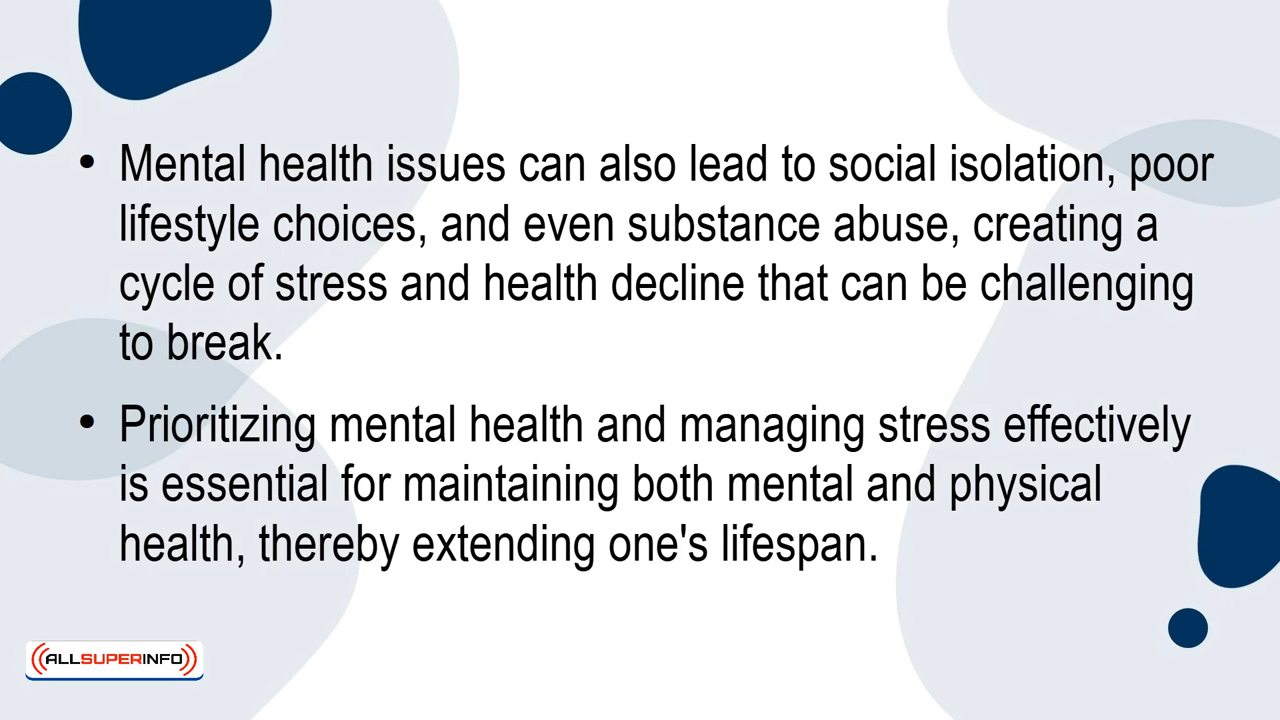 • Mental health issues can also lead to social isolation, poor
lifestyle choices, and even substance abuse, creating a
cycle of stress and health decline that can be challenging
to break.
• Prioritizing mental health and managing stress effectively
is essential for maintaining both mental and physical
health, thereby extending one's lifespan.
ALLSUPERINFO